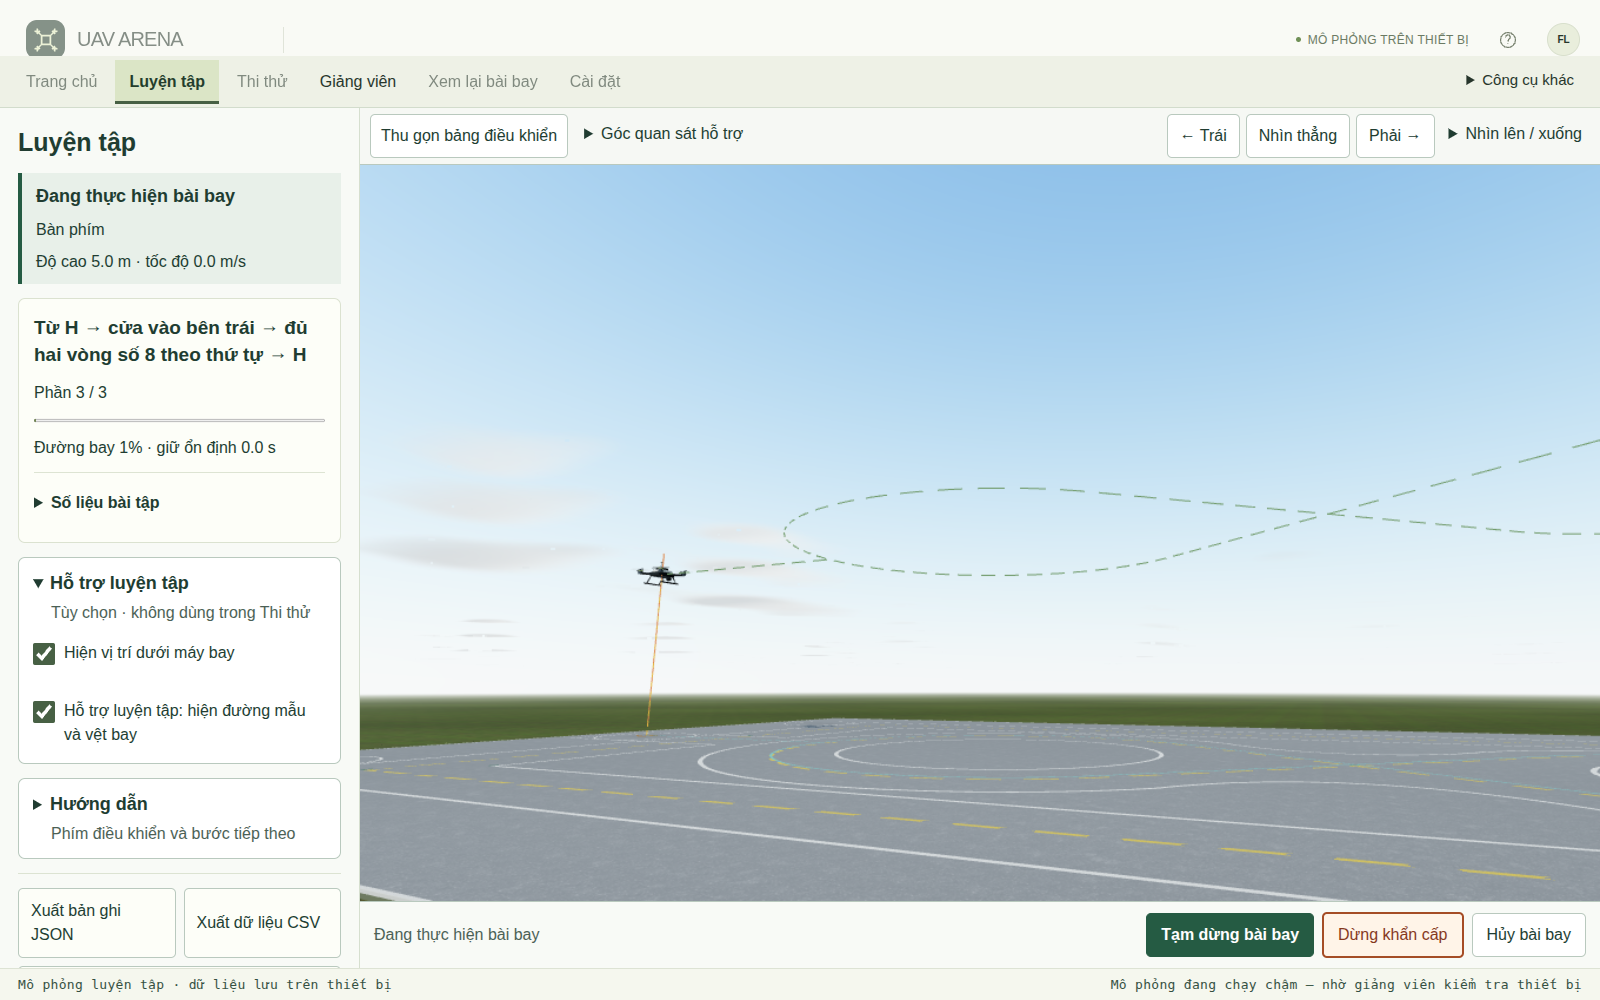 UAV ARENA
MÔ PHỎNG TRÊN THIẾT BỊ
?
FL
Trang chủ
Luyện tập
Thi thử
Giảng viên
Xem lại bài bay
Cài đặt
Công cụ khác
Luyện tập
Đang thực hiện bài bay
Bàn phím
Độ cao 5.0 m · tốc độ 0.0 m/s
Từ H → cửa vào bên trái → đủ
hai vòng số 8 theo thứ tự → H
Phần 3 / 3
Đường bay 1% · giữ ổn định 0.0 s
Số liệu bài tập
Hỗ trợ luyện tập
Tùy chọn · không dùng trong Thi thử
Hiện vị trí dưới máy bay
Hỗ trợ luyện tập: hiện đường mẫu
và vệt bay
Hướng dẫn
Phím điều khiển và bước tiếp theo
Xuất bản ghi
JSON
Xuất dữ liệu CSV
Thu gọn bảng điều khiển
Góc quan sát hỗ trợ
← Trái
Nhìn thẳng
Phải →
Nhìn lên / xuống
Đang thực hiện bài bay
Tạm dừng bài bay
Dừng khẩn cấp
Hủy bài bay
Mô phỏng luyện tập · dữ liệu lưu trên thiết bị
Mô phỏng đang chạy chậm — nhờ giảng viên kiểm tra thiết bị